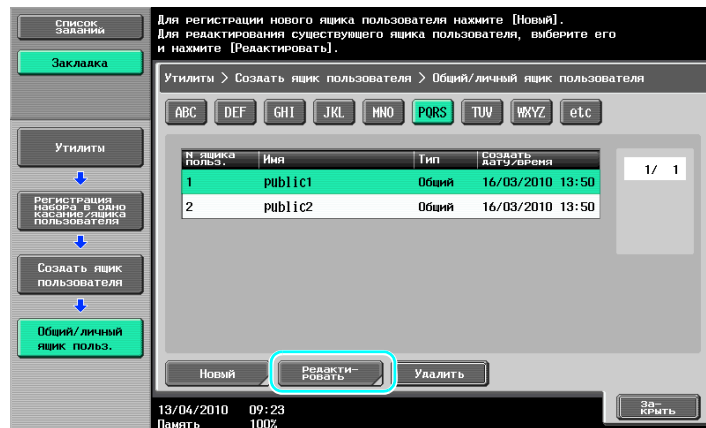 Список
заданий
Закладка
Утилиты
Регистрация
набора в одно
касание/ящика
пользователя
Создать ящик
пользователя
Общий/личный
ящик польз.
Для регистрации нового ящика пользователя нажмите [Новый].
Для редактирования существующего ящика пользователя, выберите его
и нажмите [Редактировать].
Утилиты > Создать ящик пользователя > Общий/личный ящик пользователя
ABC DEF GHI JKL MNO PQRS TUV WXYZ etc
N ящика
польз. Имя Тип Создать
дату/время
1 public1 Общий 16/03/2010 13:50
2 public2 Общий 16/03/2010 13:50
1/ 1
Новый
Редакти-
ровать
Удалить
13/04/2010 09:23
Память 100%
За-
крыть